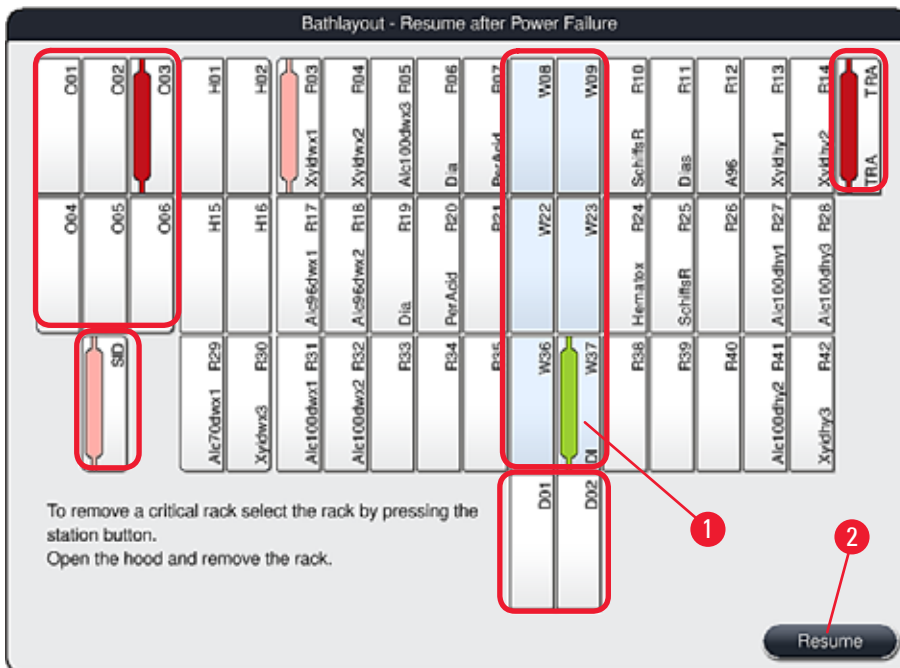 Bathlayout - Resume after Power Failure
O01
O02
O03
H01
H02
Xyldwx1 R03
Xyldwx2 R04
Alc100dwx3 R05
Dia R06
PerAcid R07
W08
W09
SchiffsR R10
Dias R11
A96 R12
Xyldhy1 R13
Xyldhy2 R14
TRA TRA
O04
O05
O06
H15
H16
Alc96dwx1 R17
Alc96dwx2 R18
Dia R19
PerAcid R20
R21
W22
W23
Hematox R24
SchiffsR R25
R26
Alc100dhy1 R27
Alc100dhy3 R28
SID
Alc70dwx1 R29
Xyldwx3 R30
Alc100dwx1 R31
Alc100dwx2 R32
R33
R34
R35
W36
DI W37
R38
R39
R40
Alc100dhy2 R41
Xyldhy3 R42
D01
D02
To remove a critical rack select the rack by pressing the
station button.
Open the hood and remove the rack.
1
2
Resume